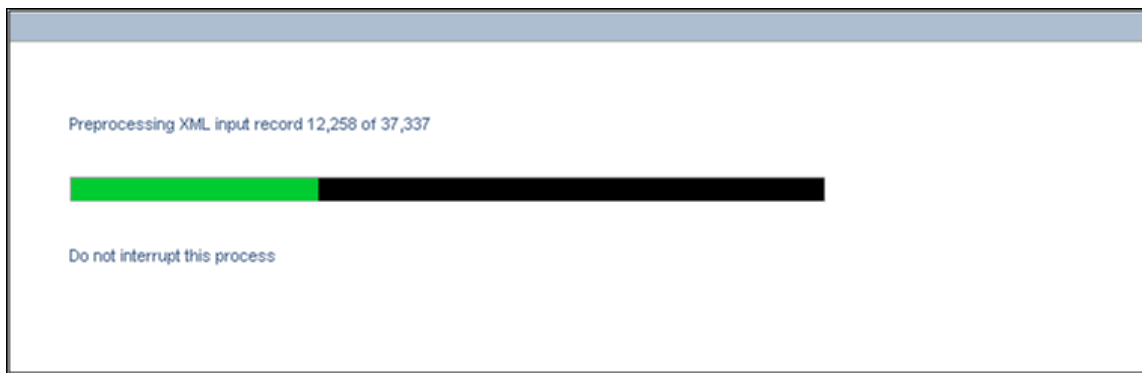 Preprocessing XML input record 12,258 of 37,337
Do not interrupt this process